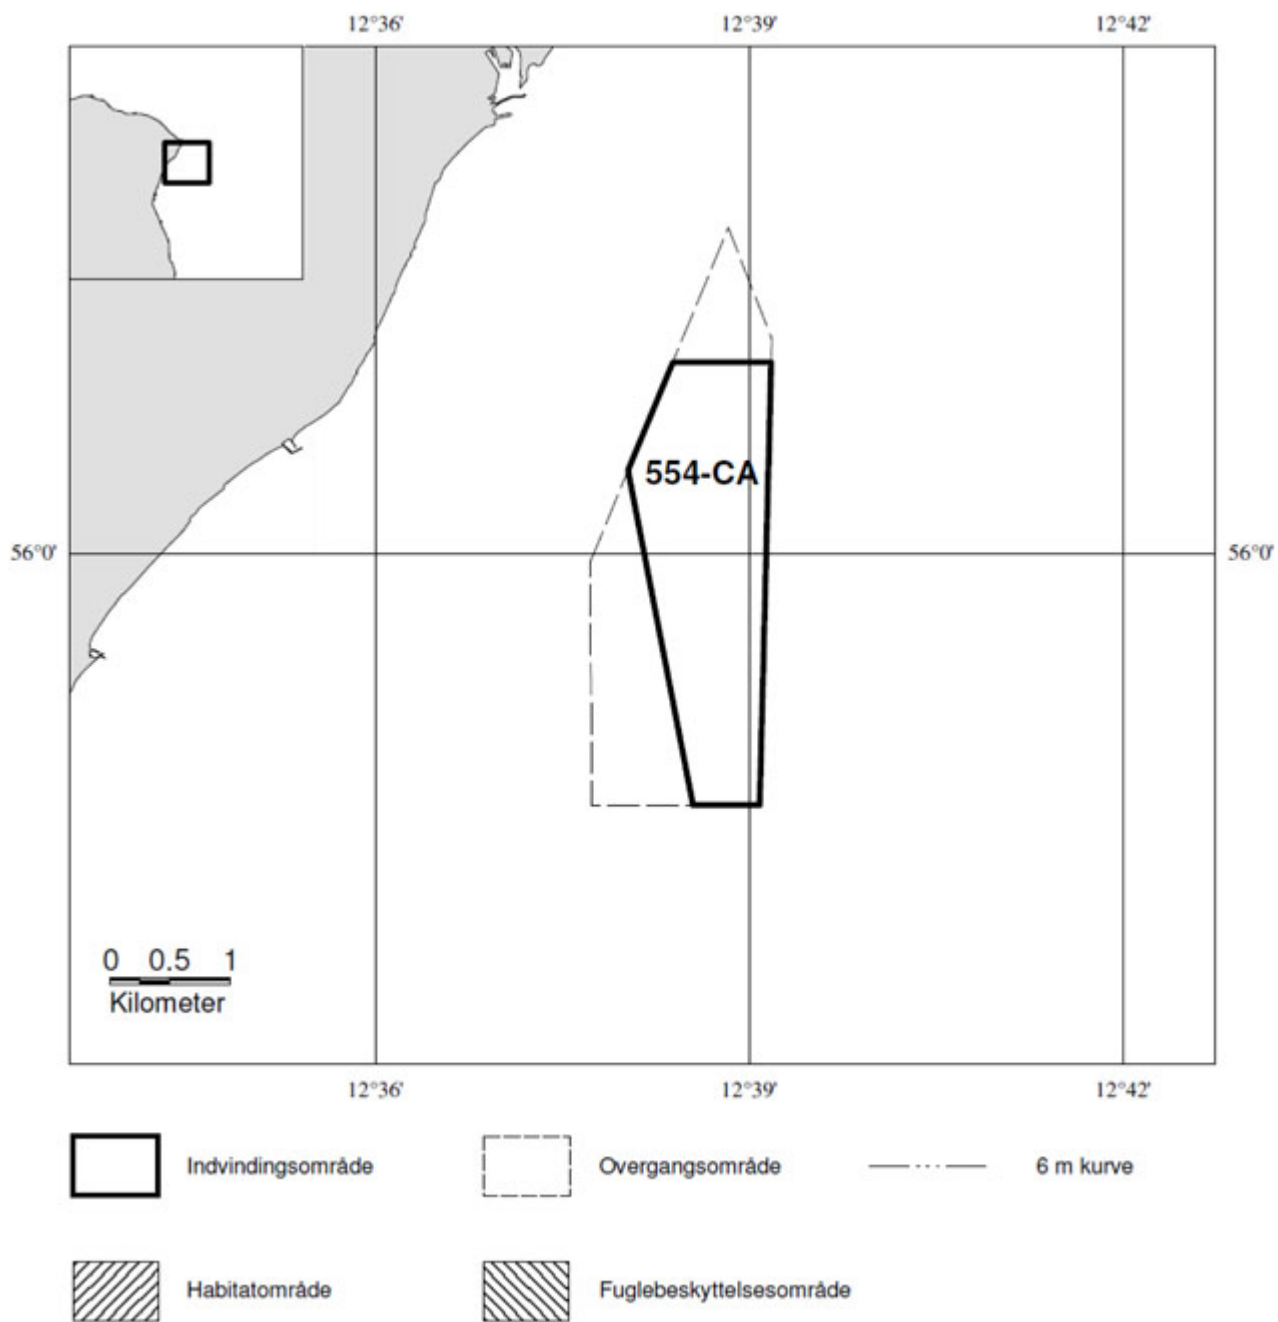 12°36' 12°39' 12°42'
554-CA
56°0' 56°0'
0 0.5 1
Kilometer
12°36' 12°39' 12°42'
Indvindingsområde Overgangsområde 6 m kurve
Habitatområde Fuglebeskyttelsesområde